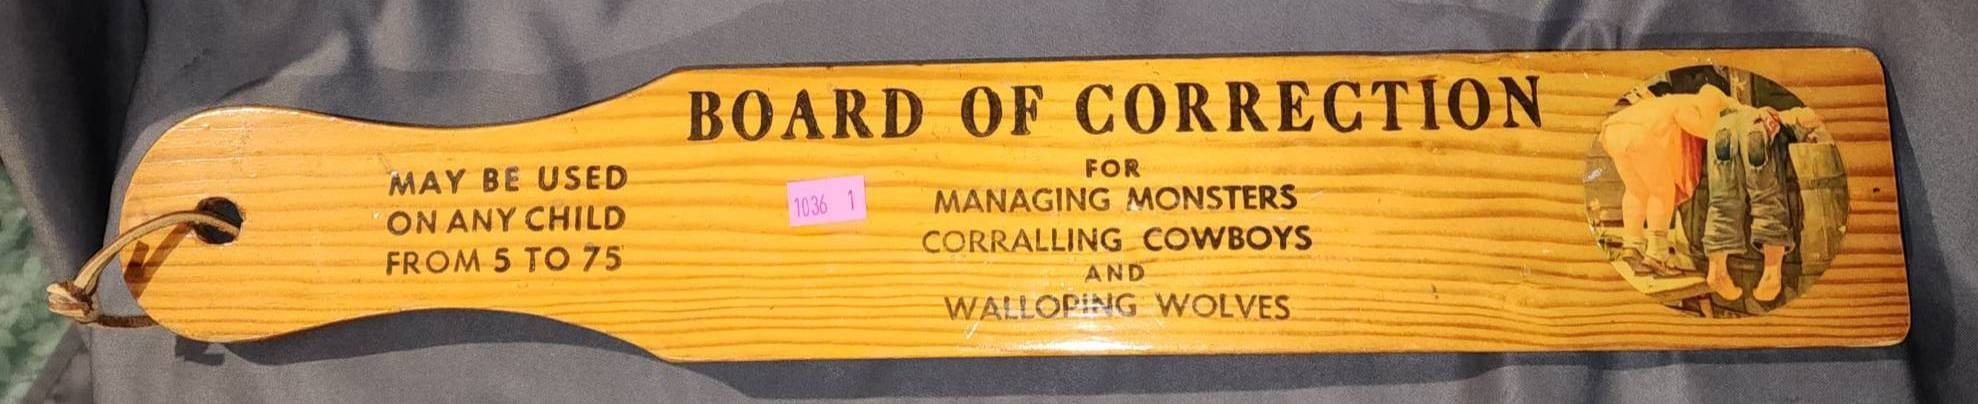 BOARD OF CORRECTION
FOR
MANAGING MONSTERS
CORRALLING COWBOYS
AND
WALLOPING WOLVES
MAY BE USED
ON ANY CHILD
FROM 5 TO 75
1036 1